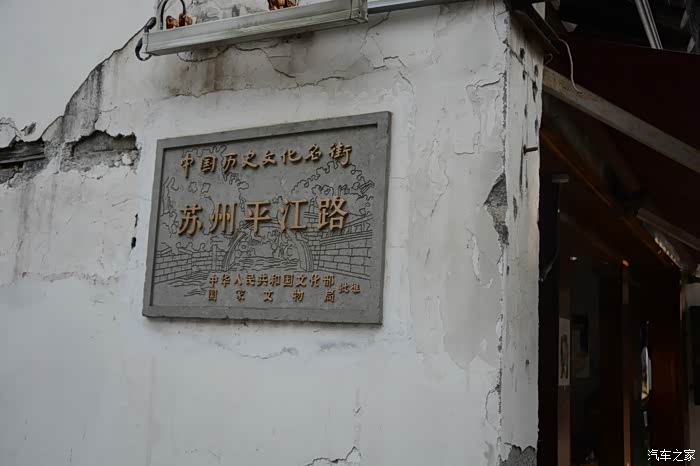 中国历史文化名街
苏州平江路
中华人民共和国文化部
国家文物局
批准
汽车之家